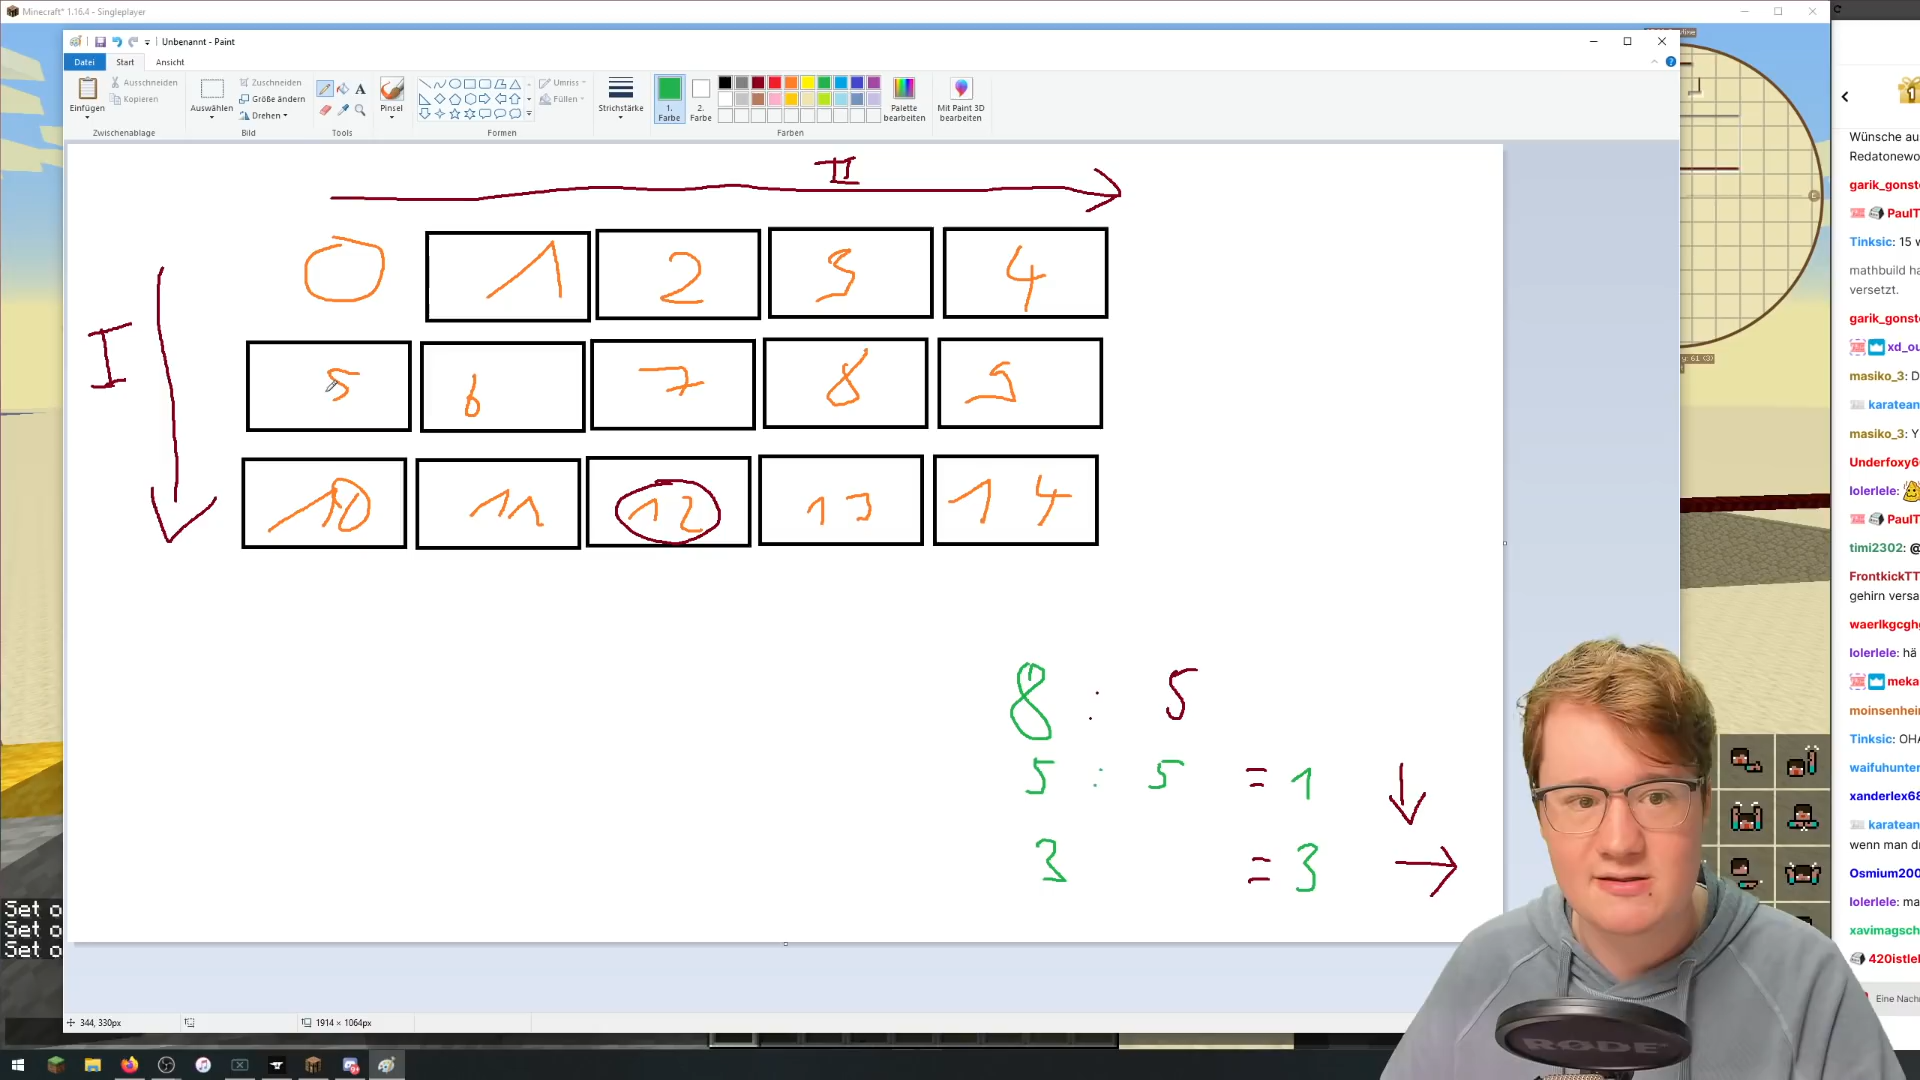 Minecraft* 1.16.4 - Singleplayer
Unbenannt - Paint
Datei Start Ansicht
Einfügen
Ausschneiden
Kopieren
Zwischenablage
Auswählen
Zuschneiden
Größe ändern
Drehen
Bild
Tools
Pinsel
Umriss
Füllen
Formen
Strichstärke
1. Farbe
2. Farbe
Palette bearbeiten
Mit Paint 3D bearbeiten
Farben
II
I
0 1 2 3 4
5 6 7 8 9
10 11 12 13 14
8 : 5
5 : 5 = 1
3 = 3
Set o
Set o
Set o
344, 330px
1914 × 1064px
E
1
Wünsche au
Redatonewo
garik_gonst
PaulT
Tinksic: 15 w
mathbuild ha
versetzt.
garik_gonst
xd_ou
masiko_3: D
karatean
masiko_3: Y
Underfoxy6
lolerlele:
PaulT
timi2302: @
FrontkickTT
gehirn versa
waerlkgcgh
lolerlele: hä
meka
moinsenhei
Tinksic: OHA
waifuhunter
xanderlex68
karatean
wenn man d
Osmium200
lolerlele: ma
xavimagsch
420istlel
Eine Nach
RØDE